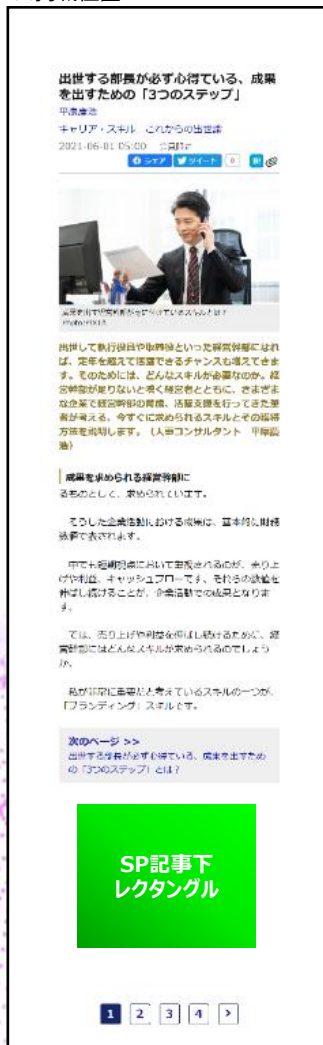 出世する部長が必ず心得ている、成果
を出すための「3つのステップ」
キャリア・スキル これからの出世論
2021-06-01 05:00
シェア ツイート 0 B!
出世して執行役員や取締役といった経営幹部になれ
ば、定年を超えて活躍できるチャンスも増えてきま
す。そのためには、どんなスキルが必要なのか。経
営幹部が足りないと嘆く経営者とともに、さまざま
な企業で経営幹部の育成、活躍支援を行ってきた筆
者が考える、今すぐに求められるスキルとその習得
方策を説明します。(人事コンサルタント 平康慶
浩)
成果を求められる経営幹部に
るものとして、求められています。
そうした企業活動における成果は、基本的に財務
数値で表されます。
中でも短期視点において重視されるのが、売り上
げや利益、キャッシュフローです。それらの数値を
伸ばし続けることが、企業活動での成果となりま
す。
では、売り上げや利益を伸ばし続けるために、経
営幹部にはどんなスキルが求められるのでしょう
か。
私が非常に重要だと考えているスキルの一つが、
「ブランディング」スキルです。
次のページ >>
出世する部長が必ず心得ている、成果を出すため
の「3つのステップ」とは?
SP記事下
レクタングル
1 2 3 4 >